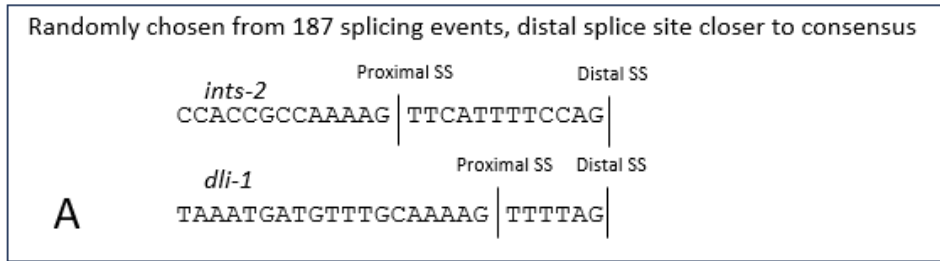 Randomly chosen from 187 splicing events, distal splice site closer to consensus
Proximal SS Distal SS
ints-2
CCACCGCCAAAAG TTCATTTTCCAG
Proximal SS Distal SS
dli-1
A
TAAATGATGTTTGCAAAAG TTTTAG